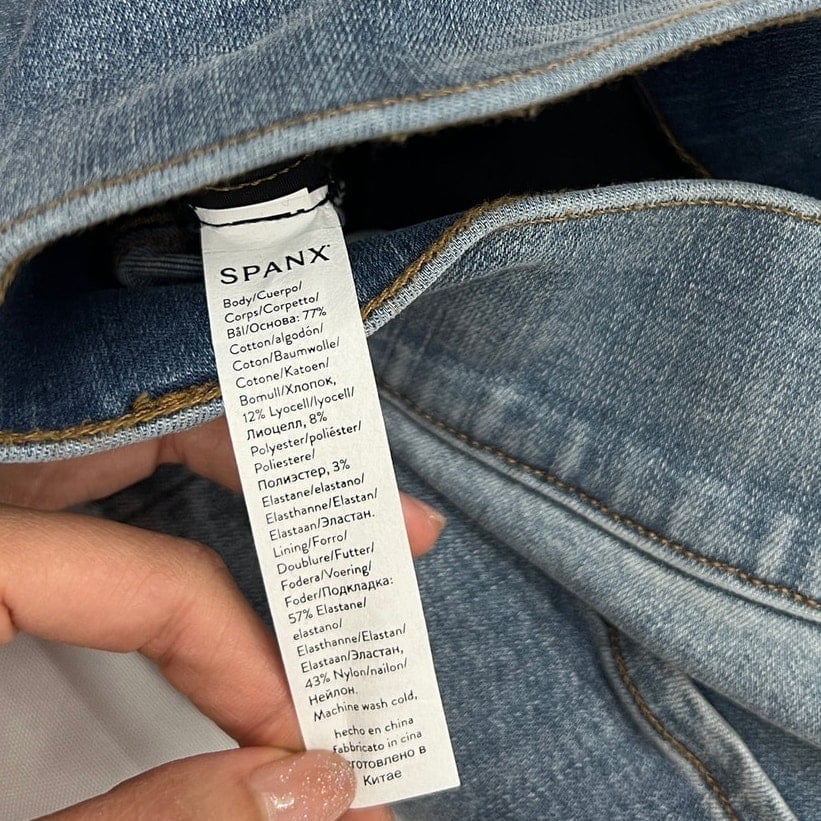 SPANX
Body/Cuerpo/
Corps/Corpetto/
Bål/Основа: 77%
Cotton/algodón/
Coton/Baumwolle/
Cotone/Katoen/
Bomull/Хлопок,
12% Lyocell/lyocell/
Лиоцелл, 8%
Polyester/poliéster/
Poliestere/
Полиэстер, 3%
Elastane/elastano/
Elasthanne/Elastan/
Elastaan/Эластан.
Lining/Forro/
Doublure/Futter/
Fodera/Voering/
Foder/Подкладка:
57% Elastane/
elastano/
Elasthanne/Elastan/
Elastaan/Эластан,
43% Nylon/nailon/
Нейлон.
Machine wash cold,
hecho en china
fabbricato in cina
в
Китае